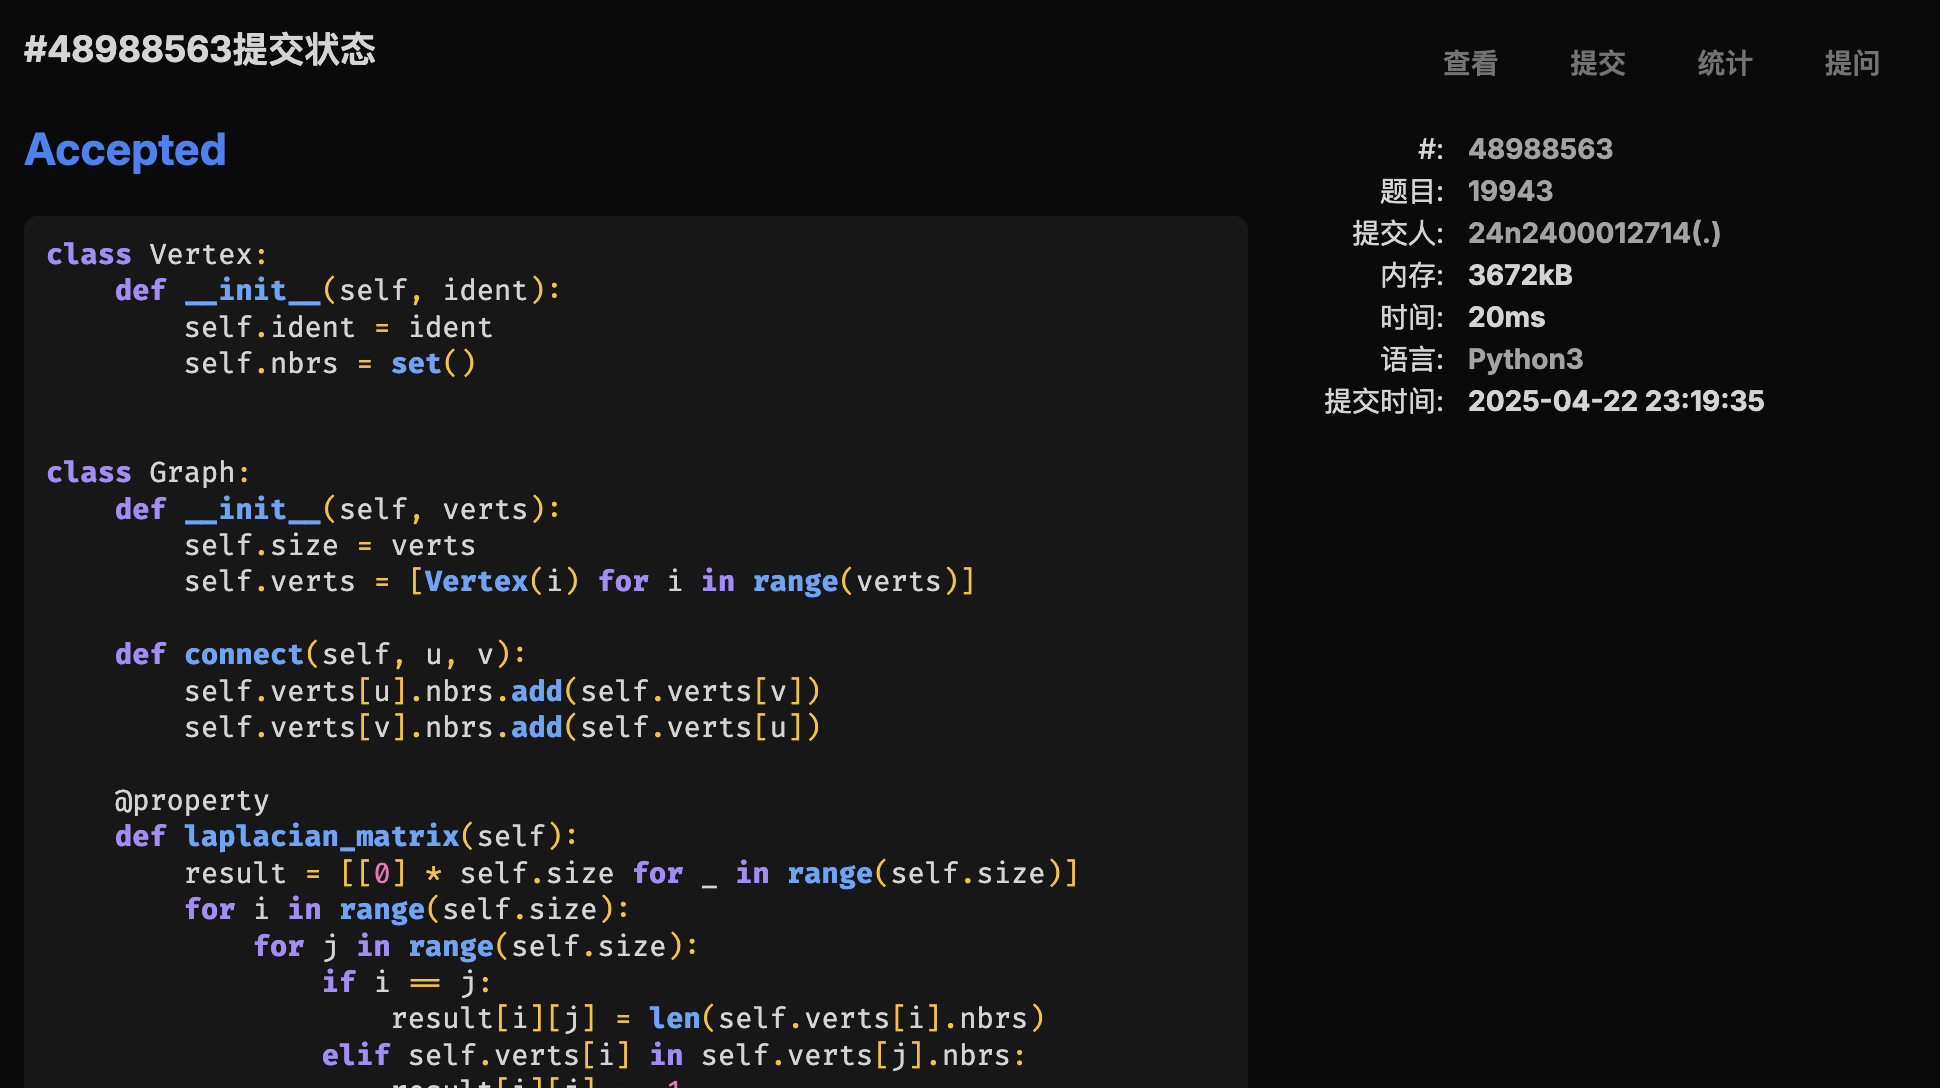 #48988563提交状态
查看 提交 统计 提问
Accepted
#: 48988563
题目: 19943
提交人: 24n2400012714(.)
内存: 3672kB
时间: 20ms
语言: Python3
提交时间: 2025-04-22 23:19:35
class Vertex:
    def __init__(self, ident):
        self.ident = ident
        self.nbrs = set()
class Graph:
    def __init__(self, verts):
        self.size = verts
        self.verts = [Vertex(i) for i in range(verts)]
    def connect(self, u, v):
        self.verts[u].nbrs.add(self.verts[v])
        self.verts[v].nbrs.add(self.verts[u])
    @property
    def laplacian_matrix(self):
        result = [[0] * self.size for _ in range(self.size)]
        for i in range(self.size):
            for j in range(self.size):
                if i == j:
                    result[i][j] = len(self.verts[i].nbrs)
                elif self.verts[i] in self.verts[j].nbrs: